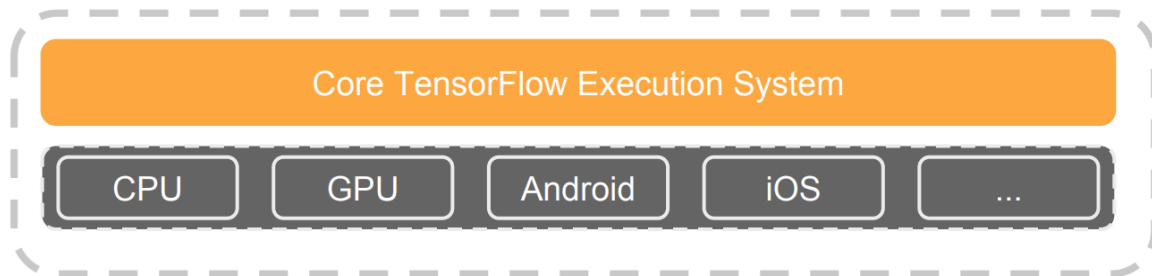 Core TensorFlow Execution System
CPU GPU Android iOS ...